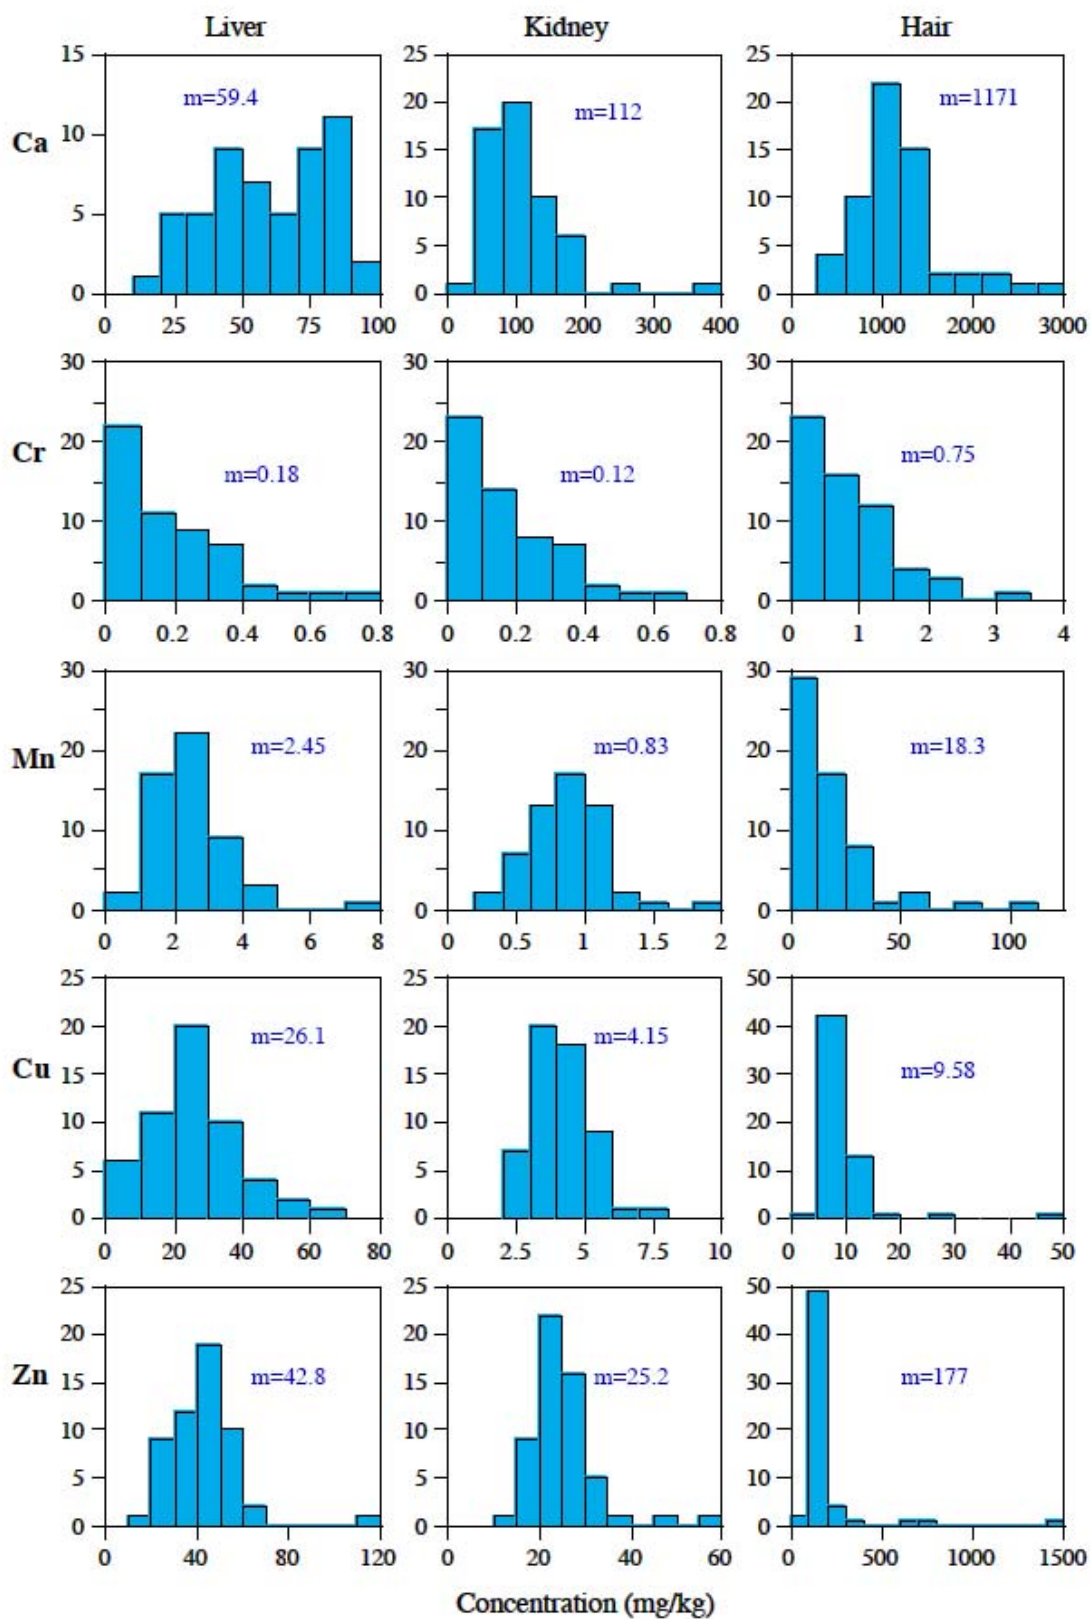 Liver Kidney Hair
Ca
15 10 5 0
m=59.4
0 25 50 75 100
25 20 15 10 5 0
m=112
0 100 200 300 400
25 20 15 10 5 0
m=1171
0 1000 2000 3000
Cr
30 20 10 0
m=0.18
0 0.2 0.4 0.6 0.8
30 20 10 0
m=0.12
0 0.2 0.4 0.6 0.8
30 20 10 0
m=0.75
0 1 2 3 4
Mn
30 20 10 0
m=2.45
0 2 4 6 8
30 20 10 0
m=0.83
0 0.5 1 1.5 2
30 20 10 0
m=18.3
0 50 100
Cu
25 20 15 10 5 0
m=26.1
0 20 40 60 80
25 20 15 10 5 0
m=4.15
0 2.5 5 7.5 10
50 40 30 20 10 0
m=9.58
0 10 20 30 40 50
Zn
25 20 15 10 5 0
m=42.8
0 40 80 120
25 20 15 10 5 0
m=25.2
0 20 40 60
50 40 30 20 10 0
m=177
0 500 1000 1500
Concentration (mg/kg)